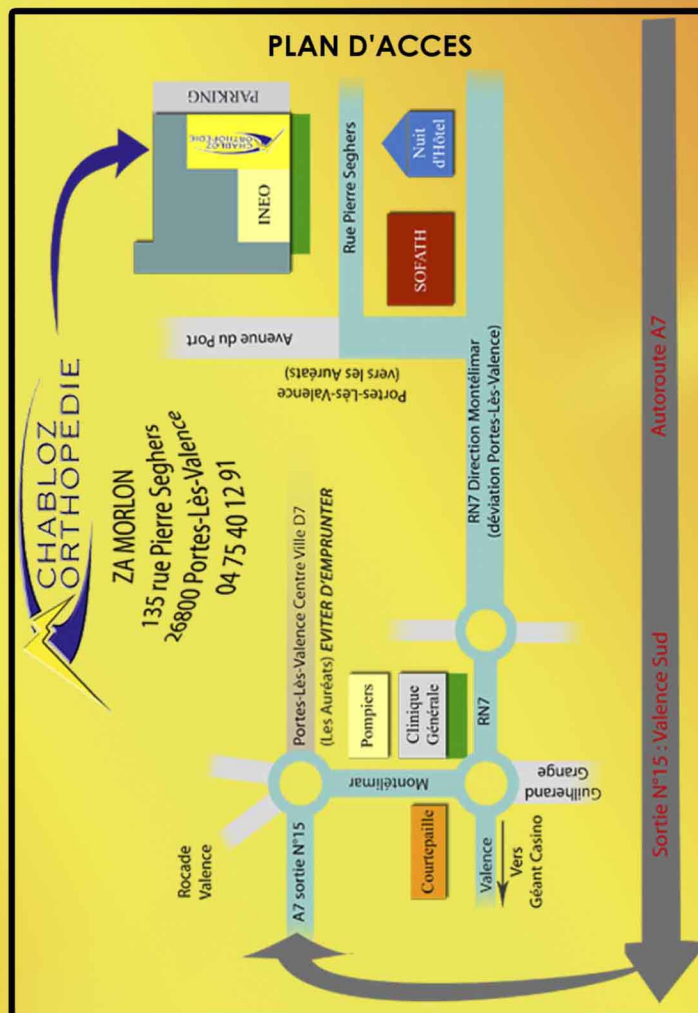 PLAN D'ACCES
CHABLOZ
ORTHOPÉDIE
ZA MORLON
135 rue Pierre Seghers
26800 Portes-Lès-Valence
04 75 40 12 91
PARKING
CHABLOZ
ORTHOPÉDIE
INEO
Rue Pierre Seghers
Nuit
d'Hôtel
SOFATH
Avenue du Port
Portes-Lès-Valence
(vers les Auréats)
RN7 Direction Montélimar
(déviation Portes-Lès-Valence)
Autoroute A7
Portes-Lès-Valence Centre Ville D7
(Les Auréats) EVITER D'EMPRUNTER
Pompiers
Clinique
Générale
RN7
Montélimar
Guilherand
Grange
Rocade
Valence
A7 sortie N°15
Courtepaille
Valence
Vers
Géant Casino
Sortie N°15 : Valence Sud